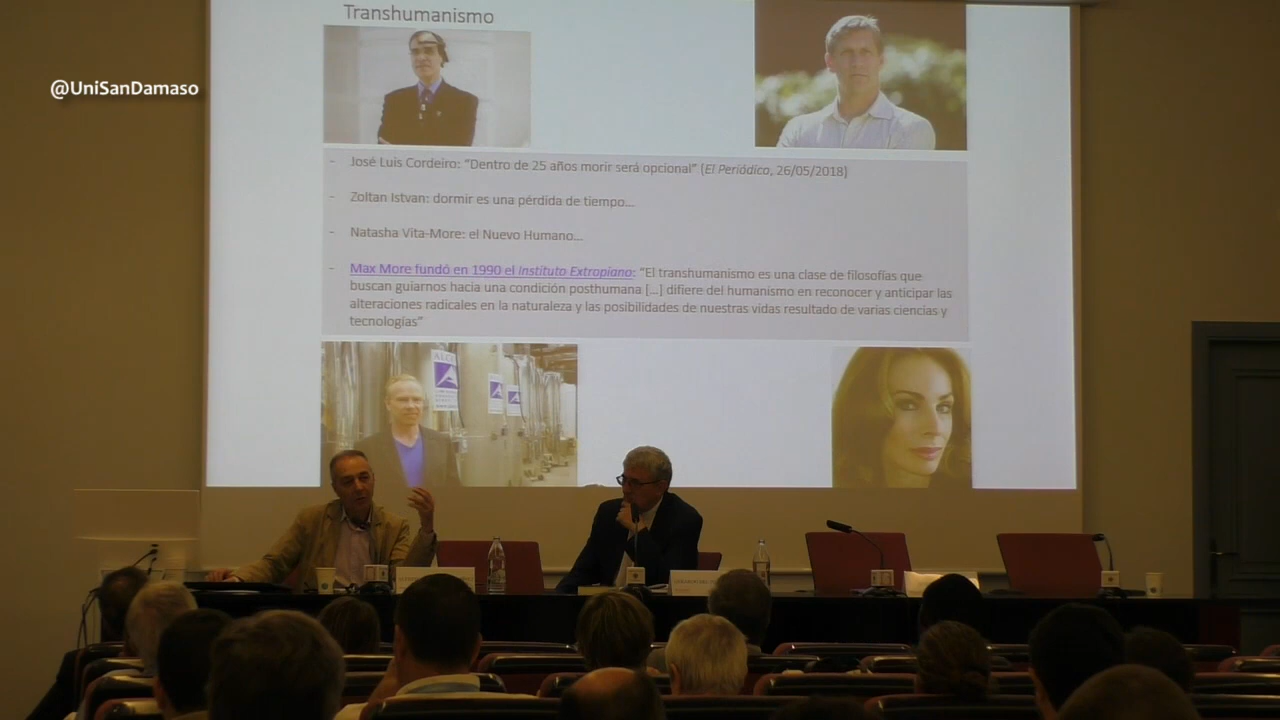 Transhumanismo
@UniSanDamaso
- José Luis Cordeiro: "Dentro de 25 años morir será opcional" (El Periódico, 26/05/2018)
- Zoltan Istvan: dormir es una pérdida de tiempo...
- Natasha Vita-More: el Nuevo Humano...
- Max More fundó en 1990 el Instituto Extropiano: "El transhumanismo es una clase de filosofías que
buscan guiarnos hacia una condición posthumana [...] difiere del humanismo en reconocer y anticipar las
alteraciones radicales en la naturaleza y las posibilidades de nuestras vidas resultado de varias ciencias y
tecnologías"